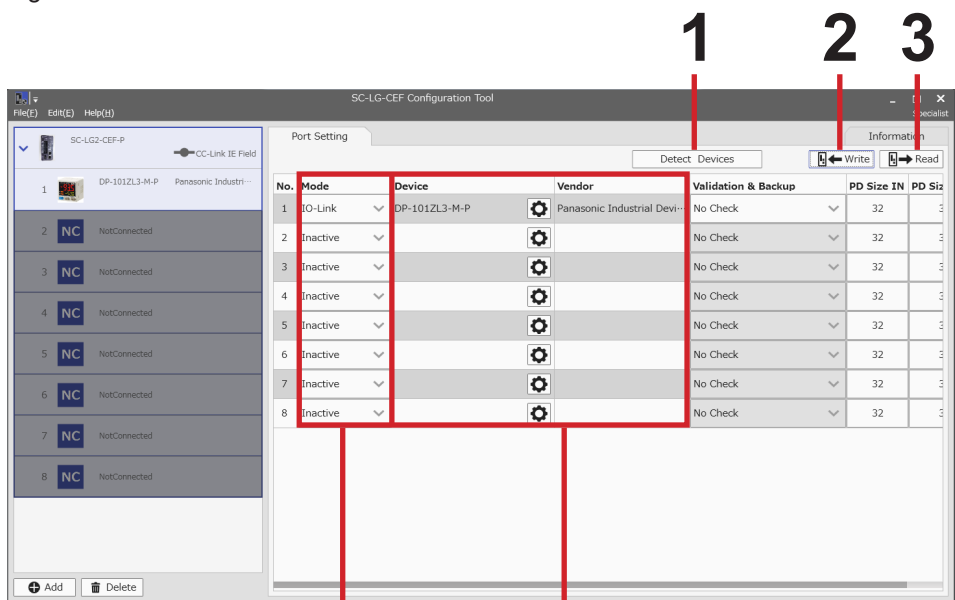 1 2 3
SC-LG-CEF Configuration Tool
File(F) Edit(E) Help(H)
Specialist
SC-LG2-CEF-P
CC-Link IE Field
1 DP-101ZL3-M-P Panasonic Industri···
2 NC NotConnected
3 NC NotConnected
4 NC NotConnected
5 NC NotConnected
6 NC NotConnected
7 NC NotConnected
8 NC NotConnected
Add Delete
Port Setting
Information
Detect Devices Write Read
No. Mode Device Vendor Validation & Backup PD Size IN PD Siz
1 IO-Link DP-101ZL3-M-P Panasonic Industrial Devi··· No Check 32
2 Inactive No Check 32
3 Inactive No Check 32
4 Inactive No Check 32
5 Inactive No Check 32
6 Inactive No Check 32
7 Inactive No Check 32
8 Inactive No Check 32